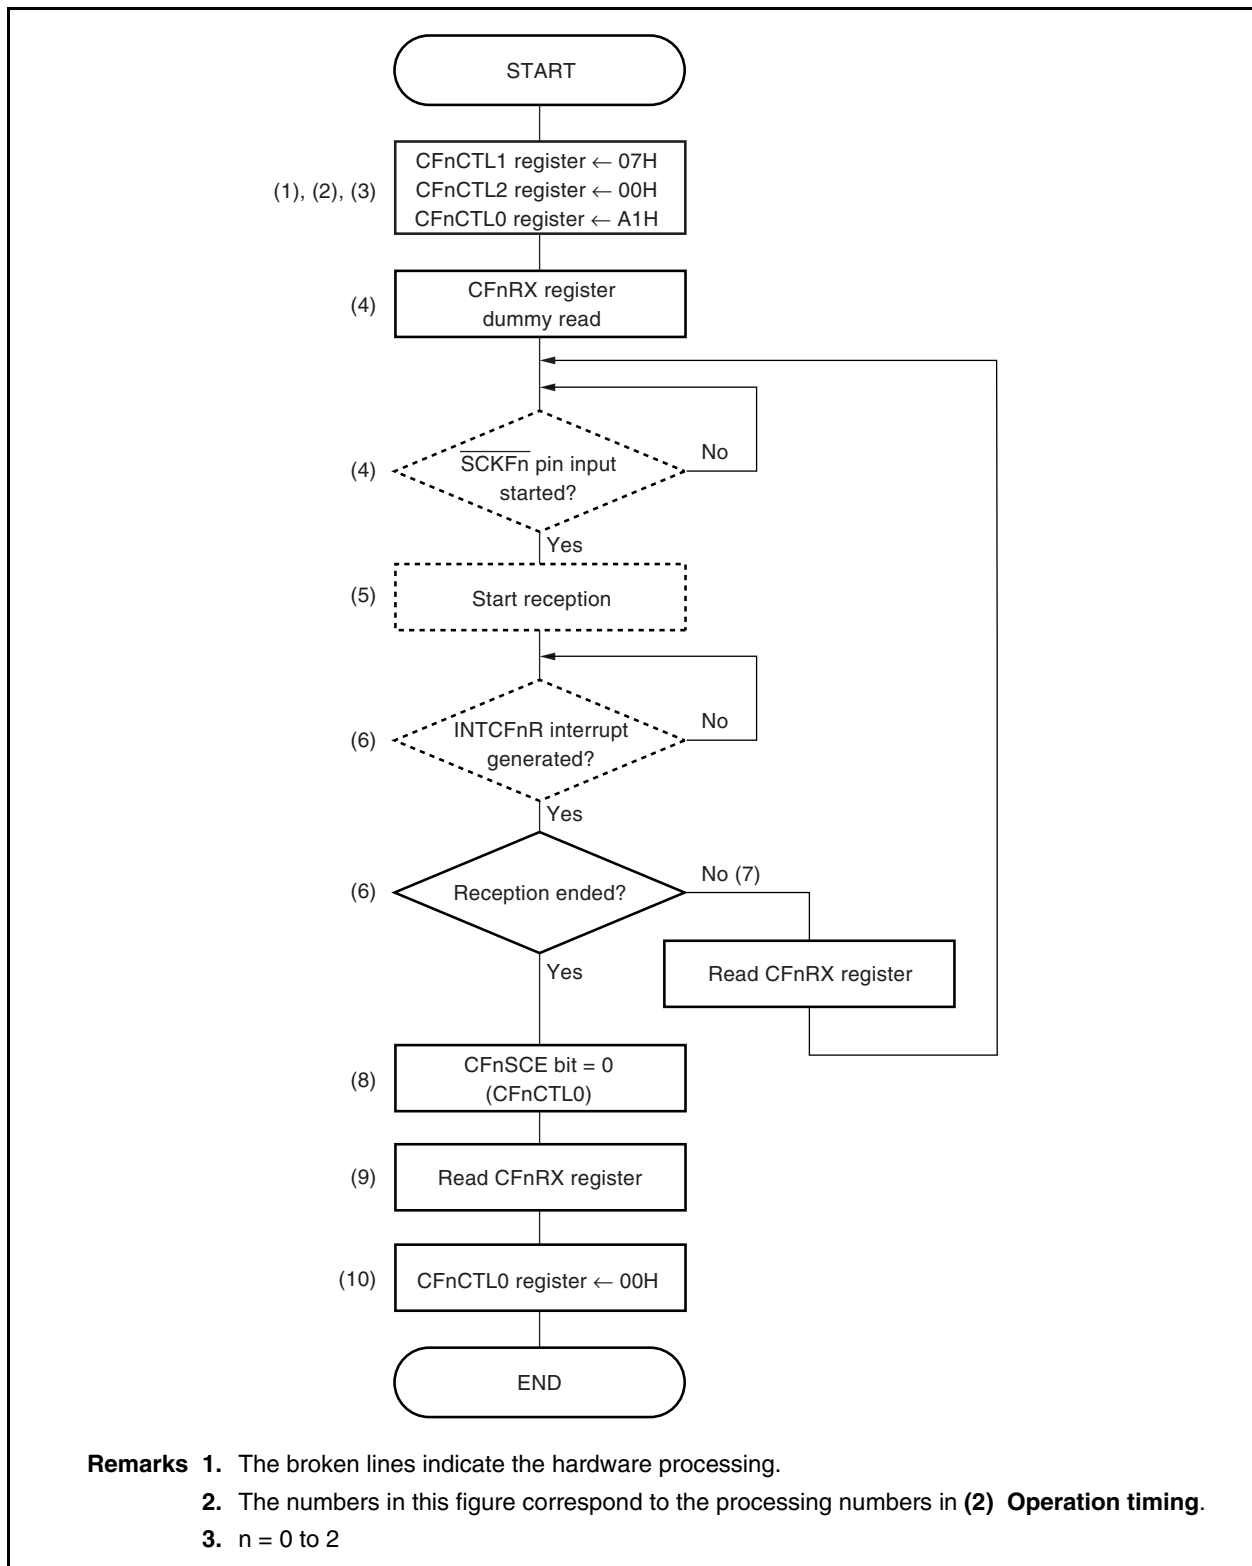 START
(1), (2), (3)
CFnCTL1 register ← 07H
CFnCTL2 register ← 00H
CFnCTL0 register ← A1H
(4)
CFnRX register
dummy read
(4)
SCKFn pin input
started?
No
Yes
(5)
Start reception
(6)
INTCFnR interrupt
generated?
No
Yes
(6)
Reception ended?
No (7)
Read CFnRX register
Yes
(8)
CFnSCE bit = 0
(CFnCTL0)
(9)
Read CFnRX register
(10)
CFnCTL0 register ← 00H
END
Remarks 1. The broken lines indicate the hardware processing.
2. The numbers in this figure correspond to the processing numbers in (2) Operation timing.
3. n = 0 to 2